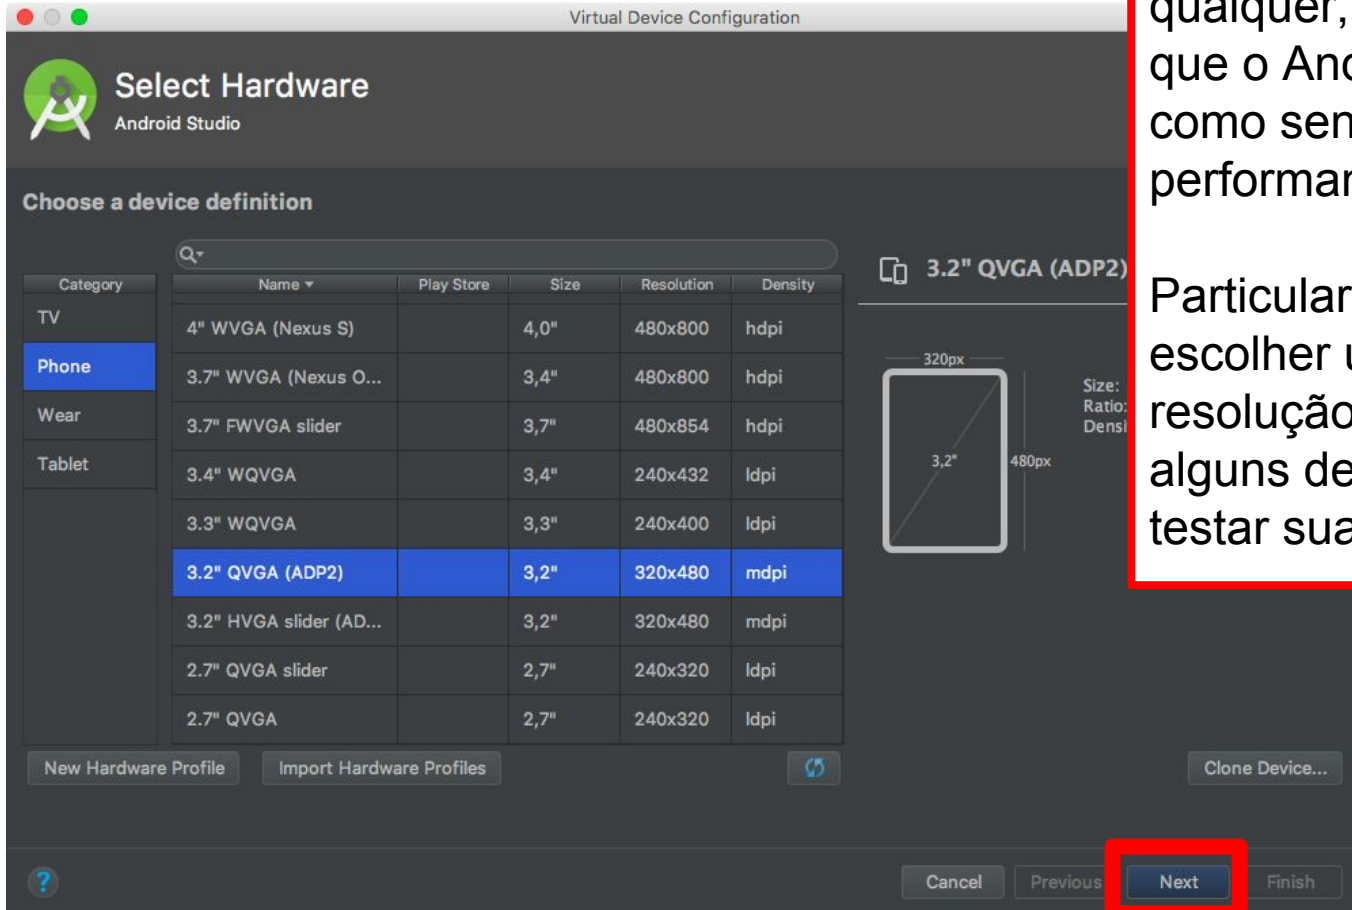 Virtual Device Configuration
Select Hardware
Android Studio
Choose a device definition
Category
TV
Phone
Wear
Tablet
Name Play Store Size Resolution Density
4" WVGA (Nexus S) 4,0" 480x800 hdpi
3.7" WVGA (Nexus O... 3,4" 480x800 hdpi
3.7" FWVGA slider 3,7" 480x854 hdpi
3.4" WQVGA 3,4" 240x432 ldpi
3.3" WQVGA 3,3" 240x400 ldpi
3.2" QVGA (ADP2) 3,2" 320x480 mdpi
3.2" HVGA slider (AD... 3,2" 320x480 mdpi
2.7" QVGA slider 2,7" 240x320 ldpi
2.7" QVGA 2,7" 240x320 ldpi
New Hardware Profile Import Hardware Profiles
3.2" QVGA (ADP2)
320px
3,2" 480px
Size:
Ratio:
Densi
qualquer,
que o And
como sen
performan
Particular
escolher u
resolução
alguns de
testar sua
Clone Device...
? Cancel Previous Next Finish